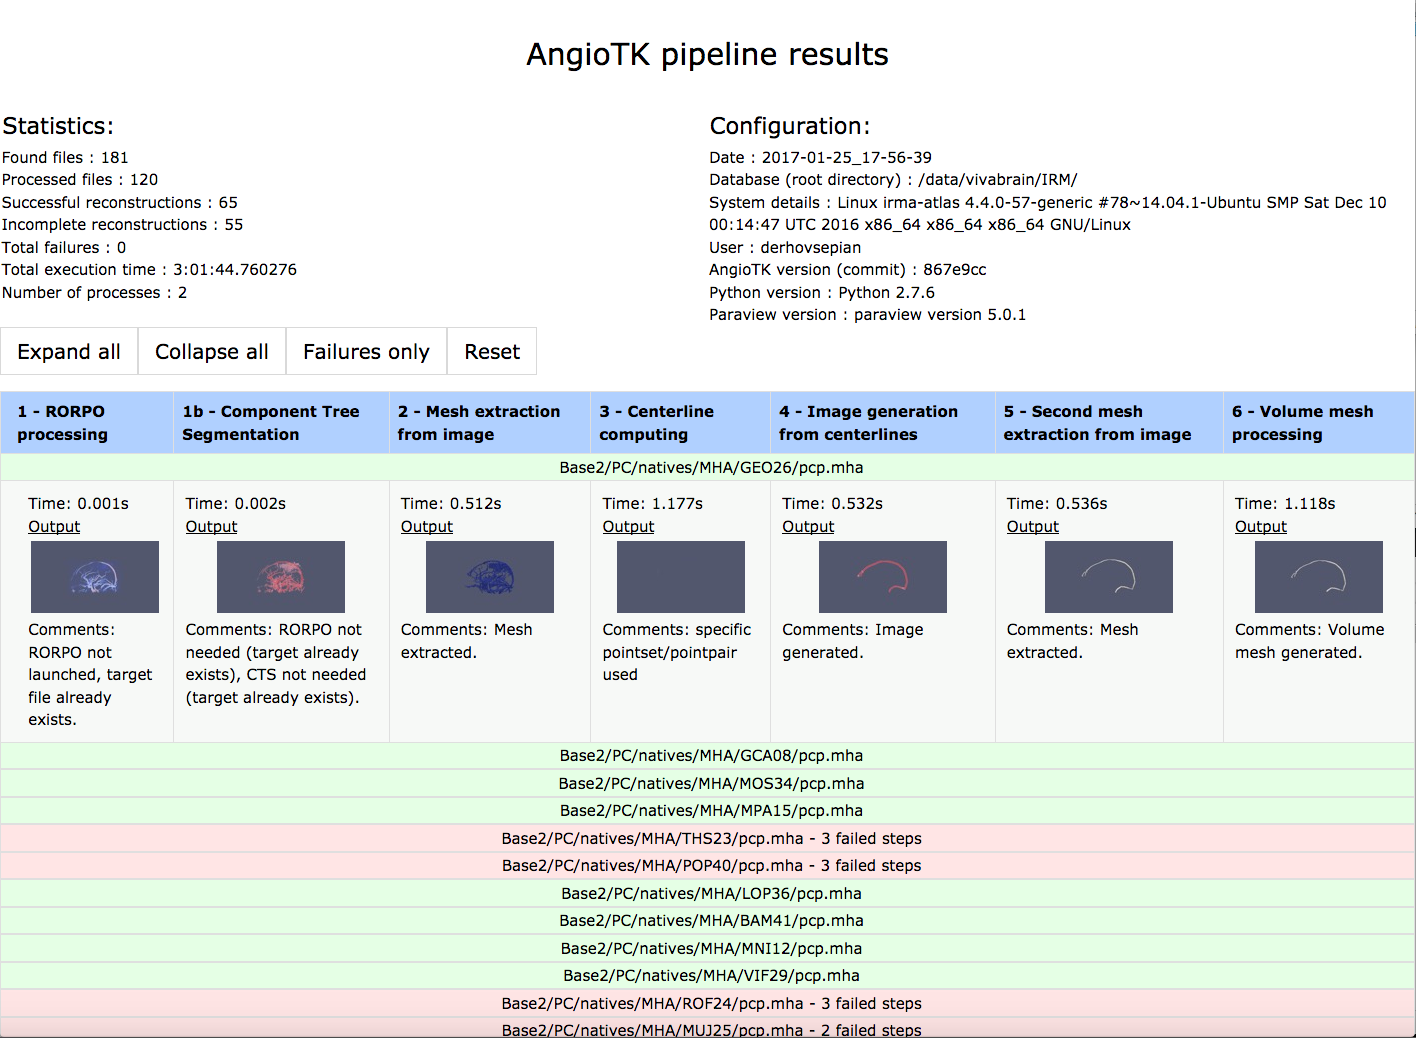 AngioTK pipeline results
Statistics:
Found files : 181
Processed files : 120
Successful reconstructions : 65
Incomplete reconstructions : 55
Total failures : 0
Total execution time : 3:01:44.760276
Number of processes : 2
Configuration:
Date : 2017-01-25_17-56-39
Database (root directory) : /data/vivabrain/IRM/
System details : Linux irma-atlas 4.4.0-57-generic #78~14.04.1-Ubuntu SMP Sat Dec 10
00:14:47 UTC 2016 x86_64 x86_64 x86_64 GNU/Linux
User : derhovsepian
AngioTK version (commit) : 867e9cc
Python version : Python 2.7.6
Paraview version : paraview version 5.0.1
Expand all
Collapse all
Failures only
Reset
1 - RORPO
processing
1b - Component Tree
Segmentation
2 - Mesh extraction
from image
3 - Centerline
computing
4 - Image generation
from centerlines
5 - Second mesh
extraction from image
6 - Volume mesh
processing
Base2/PC/natives/MHA/GEO26/pcp.mha
Time: 0.001s
Output
Comments:
RORPO not
launched, target
file already
exists.
Time: 0.002s
Output
Comments: RORPO not
needed (target already
exists), CTS not needed
(target already exists).
Time: 0.512s
Output
Comments: Mesh
extracted.
Time: 1.177s
Output
Comments: specific
pointset/pointpair
used
Time: 0.532s
Output
Comments: Image
generated.
Time: 0.536s
Output
Comments: Mesh
extracted.
Time: 1.118s
Output
Comments: Volume
mesh generated.
Base2/PC/natives/MHA/GCA08/pcp.mha
Base2/PC/natives/MHA/MOS34/pcp.mha
Base2/PC/natives/MHA/MPA15/pcp.mha
Base2/PC/natives/MHA/THS23/pcp.mha - 3 failed steps
Base2/PC/natives/MHA/POP40/pcp.mha - 3 failed steps
Base2/PC/natives/MHA/LOP36/pcp.mha
Base2/PC/natives/MHA/BAM41/pcp.mha
Base2/PC/natives/MHA/MNI12/pcp.mha
Base2/PC/natives/MHA/VIF29/pcp.mha
Base2/PC/natives/MHA/ROF24/pcp.mha - 3 failed steps
Base2/PC/natives/MHA/MUJ25/pcp.mha - 2 failed steps